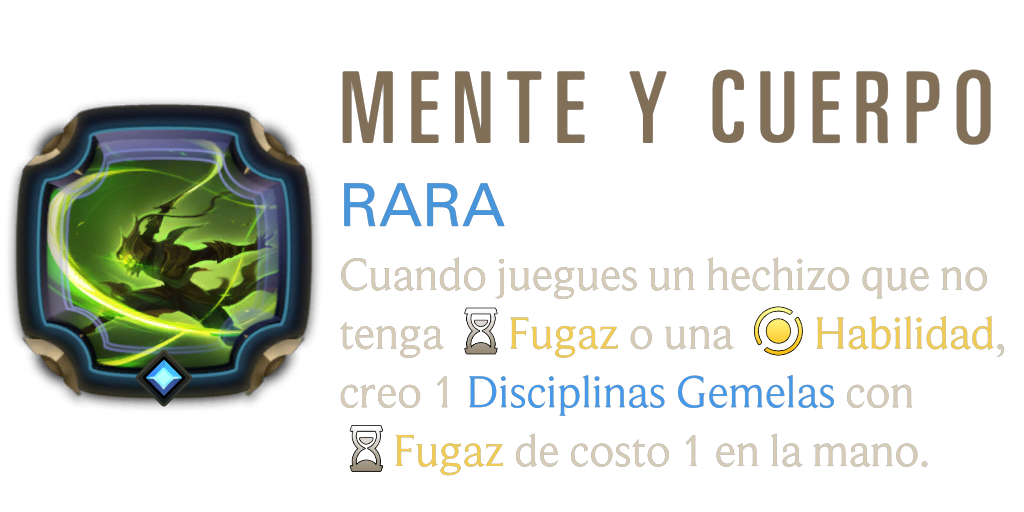 MENTE Y CUERPO
RARA
Cuando juegues un hechizo que no
tenga Fugaz o una Habilidad,
creo 1 Disciplinas Gemelas con
Fugaz de costo 1 en la mano.